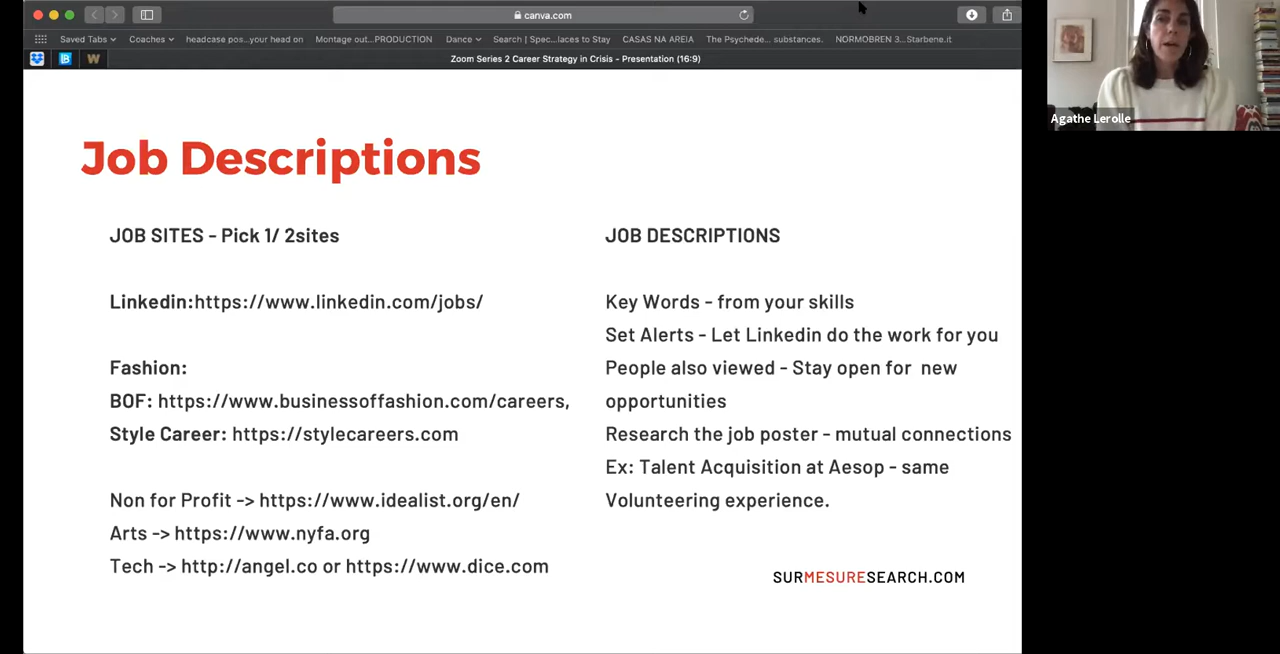 canva.com
Saved Tabs
Coaches
headcase pos...your head on
Montage out...PRODUCTION
Dance
Search | Spec...laces to Stay
CASAS NA AREIA
The Psychede... substances.
NORMOBREN 3...Starbene.it
Zoom Series 2 Career Strategy in Crisis - Presentation (16:9)
Agathe Lerolle
Job Descriptions
JOB SITES - Pick 1/ 2sites
Linkedin:https://www.linkedin.com/jobs/
Fashion:
BOF: https://www.businessoffashion.com/careers,
Style Career: https://stylecareers.com
Non for Profit -> https://www.idealist.org/en/
Arts -> https://www.nyfa.org
Tech -> http://angel.co or https://www.dice.com
JOB DESCRIPTIONS
Key Words - from your skills
Set Alerts - Let Linkedin do the work for you
People also viewed - Stay open for  new
opportunities
Research the job poster - mutual connections
Ex: Talent Acquisition at Aesop - same
Volunteering experience.
SURMESURESEARCH.COM